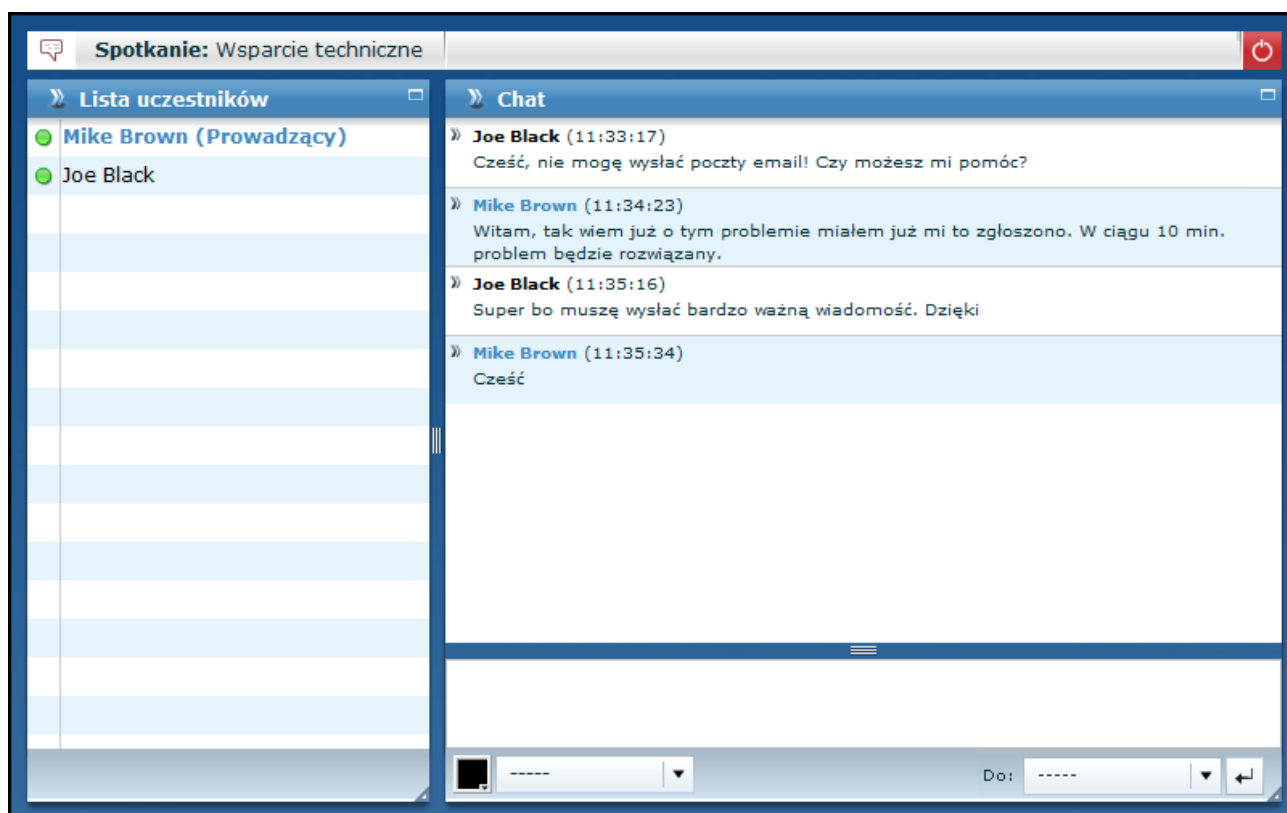 Spotkanie: Wsparcie techniczne
Lista uczestników
Mike Brown (Prowadzący)
Joe Black
Chat
Joe Black (11:33:17)
Cześć, nie mogę wysłać poczty email! Czy możesz mi pomóc?
Mike Brown (11:34:23)
Witam, tak wiem już o tym problemie miałem już mi to zgłoszono. W ciągu 10 min.
problem będzie rozwiązany.
Joe Black (11:35:16)
Super bo muszę wysłać bardzo ważną wiadomość. Dzięki
Mike Brown (11:35:34)
Cześć
-----
Do: -----